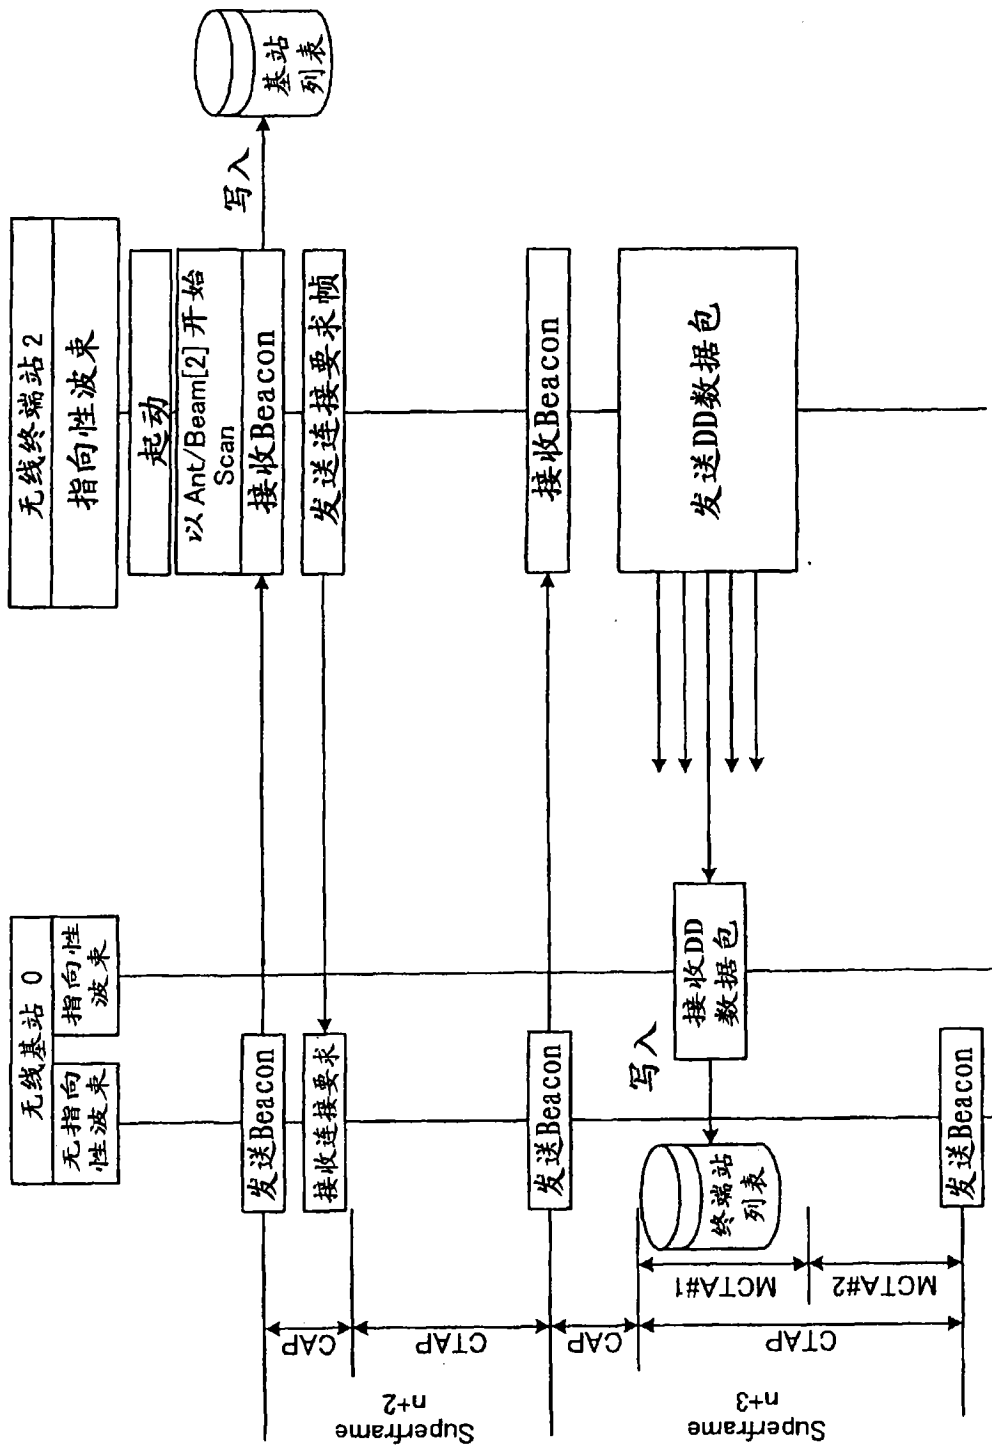 无线基站 0
无指向
性波束
指向性
波束
无线终端站2
指向性波束
起动
以Ant/Beam[2]开始
Scan
发送Beacon
接收Beacon
写入
基站
列表
接收连接要求
发送连接要求帧
发送Beacon
接收Beacon
终端站
列表
写入
接收DD
数据包
发送DD数据包
发送Beacon
CAP
CTAP
CAP
CTAP
MCTA#1
MCTA#2
Superframe
n+2
Superframe
n+3